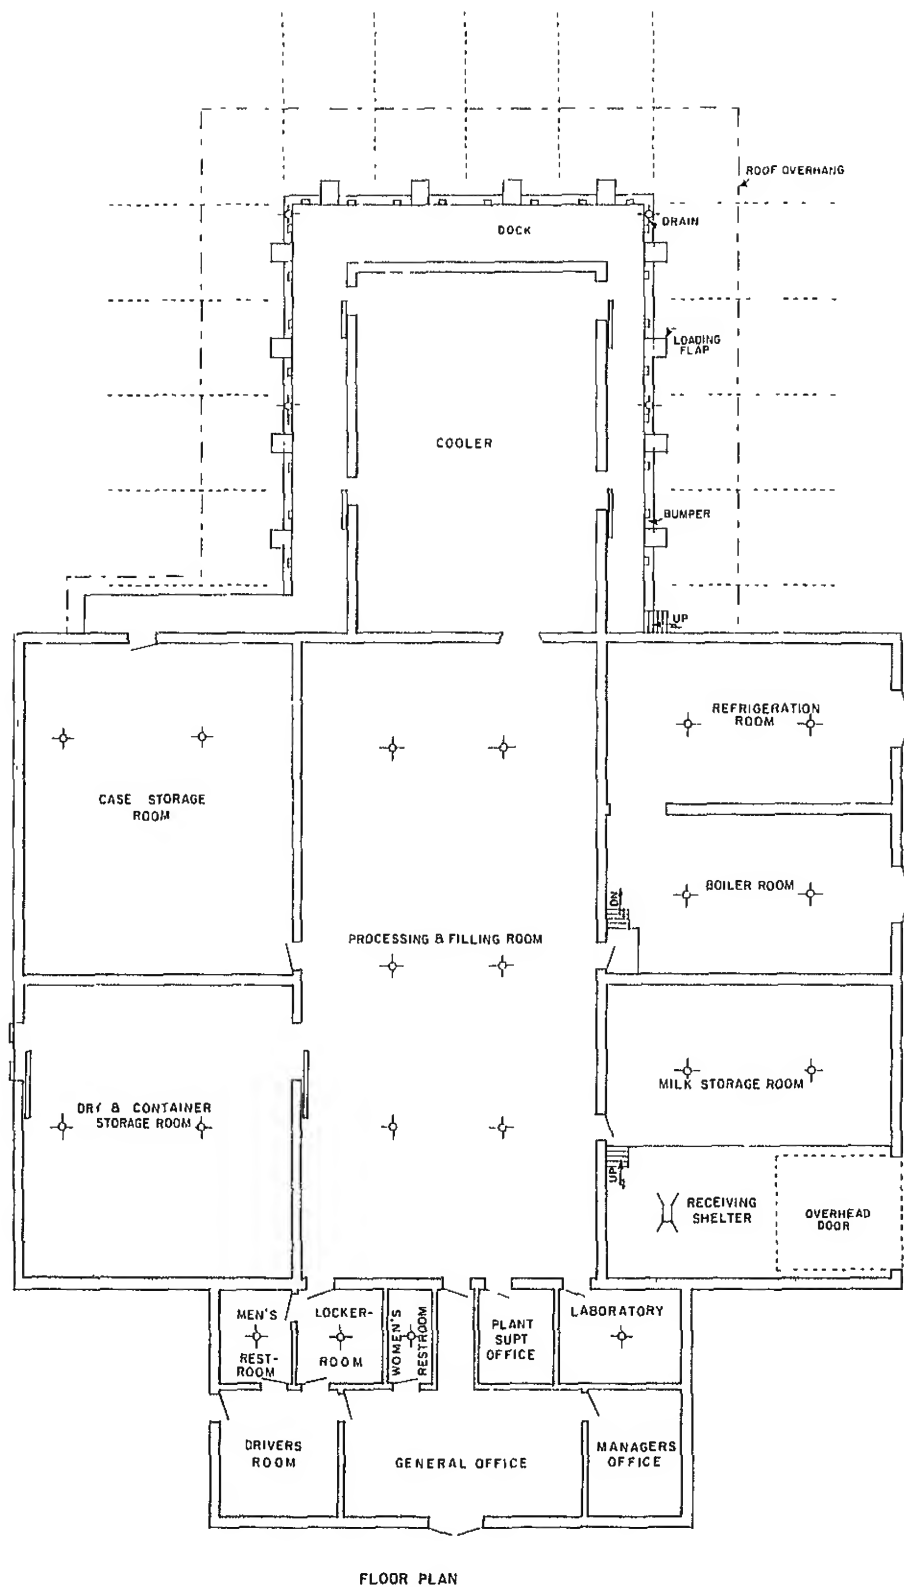 ROOF OVERHANG
DRAIN
DOCK
LOADING
FLAP
COOLER
BUMPER
UP
REFRIGERATION
ROOM
CASE STORAGE
ROOM
BOILER ROOM
DN
PROCESSING & FILLING ROOM
MILK STORAGE ROOM
DRY & CONTAINER
STORAGE ROOM
UP
RECEIVING
SHELTER
OVERHEAD
DOOR
MEN'S
REST-
ROOM
LOCKER-
ROOM
WOMEN'S
RESTROOM
PLANT
SUPT
OFFICE
LABORATORY
DRIVERS
ROOM
GENERAL OFFICE
MANAGERS
OFFICE
FLOOR PLAN